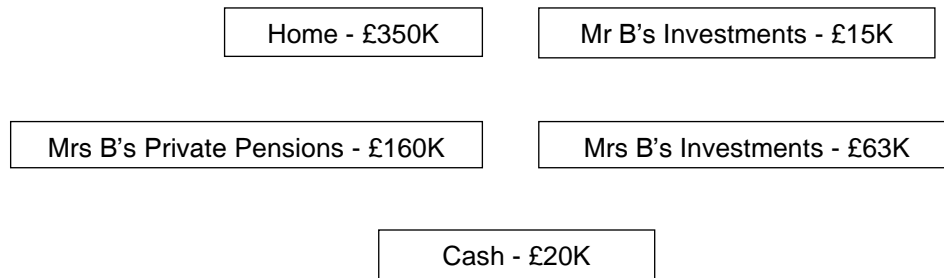 Home - £350K
Mr B’s Investments - £15K
Mrs B’s Private Pensions - £160K
Mrs B’s Investments - £63K
Cash - £20K